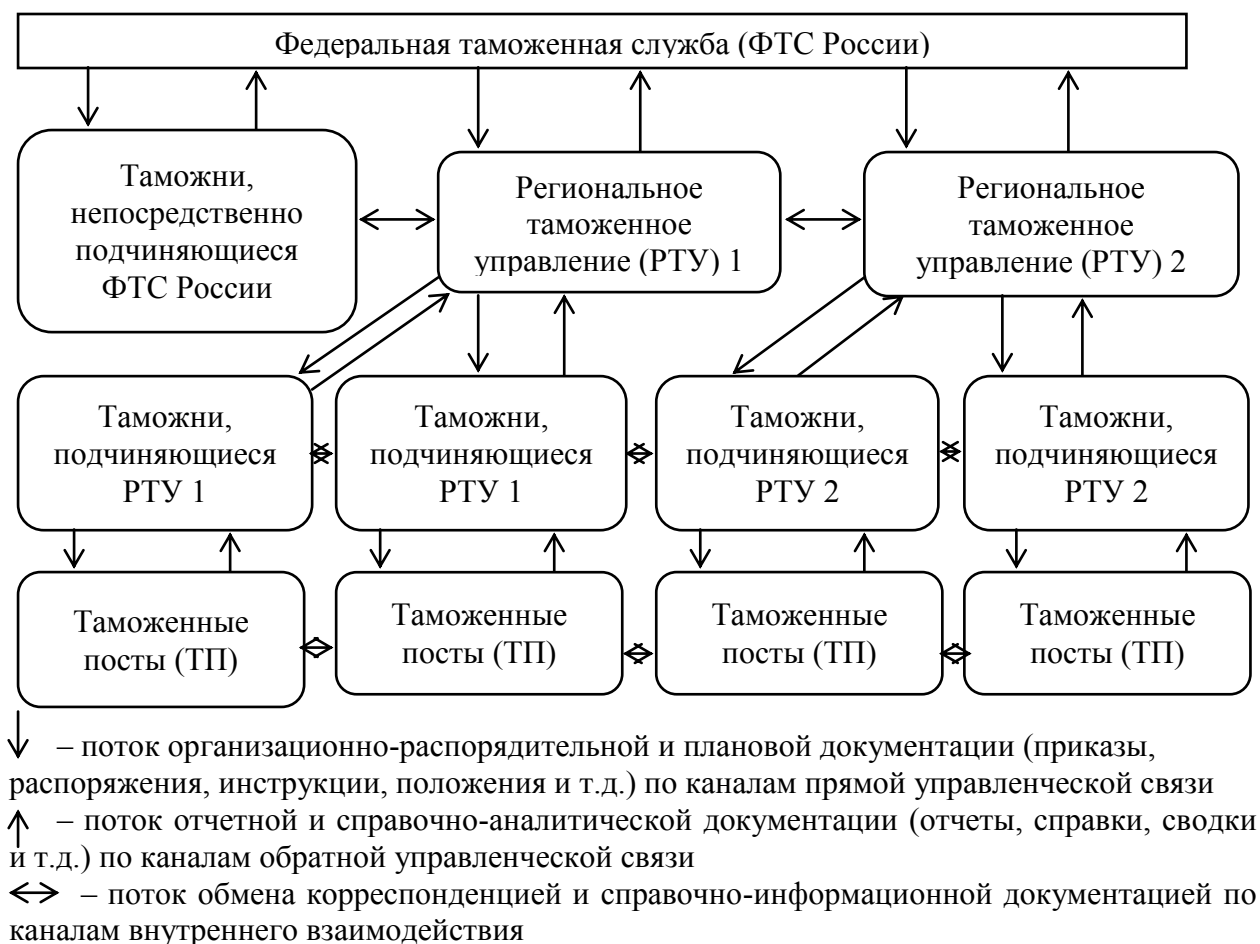 Федеральная таможенная служба (ФТС России)
Таможни,
непосредственно
подчиняющиеся
ФТС России
Региональное
таможенное
управление (РТУ) 1
Региональное
таможенное
управление (РТУ) 2
Таможни,
подчиняющиеся
РТУ 1
Таможни,
подчиняющиеся
РТУ 1
Таможни,
подчиняющиеся
РТУ 2
Таможни,
подчиняющиеся
РТУ 2
Таможенные
посты (ТП)
Таможенные
посты (ТП)
Таможенные
посты (ТП)
Таможенные
посты (ТП)
– поток организационно-распорядительной и плановой документации (приказы,
распоряжения, инструкции, положения и т.д.) по каналам прямой управленческой связи
– поток отчетной и справочно-аналитической документации (отчеты, справки, сводки
и т.д.) по каналам обратной управленческой связи
– поток обмена корреспонденцией и справочно-информационной документацией по
каналам внутреннего взаимодействия